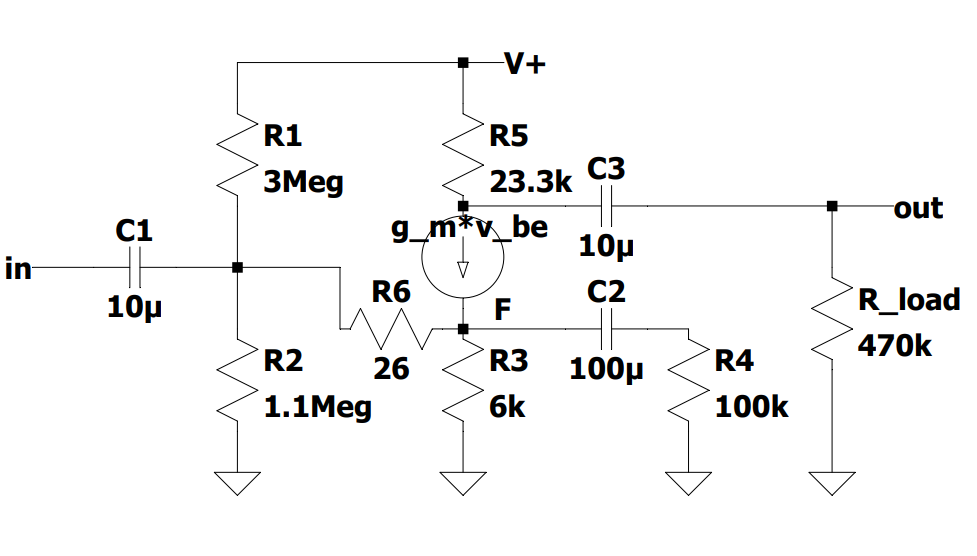 V+
R1
3Meg
R5
23.3k
C3
10µ
g_m*v_be
out
C1
10µ
in
R6
26
F
C2
100µ
R_load
470k
R2
1.1Meg
R3
6k
R4
100k